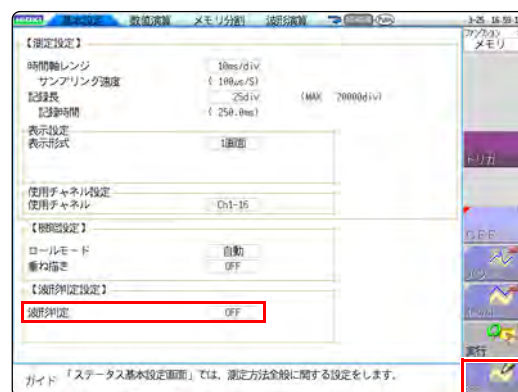 HIOKI 基本設定 数値演算 メモリ分割 波形演算 3-25 16:59:1
【測定設定】
ファンクション
メモリ
時間軸レンジ 10ms/div
サンプリング速度 ( 100μs/S)
記録長 25div (MAX 20000div)
記録時間 ( 250.0ms)
表示設定
表示形式 1画面
トリガ
使用チャネル設定
使用チャネル Ch1-16
【機能設定】
OFF
ロールモード 自動
重ね描き OFF
【波形判定設定】
波形判定 OFF
実行
ガイド 「ステータス基本設定画面」では、測定方法全般に関する設定をします。